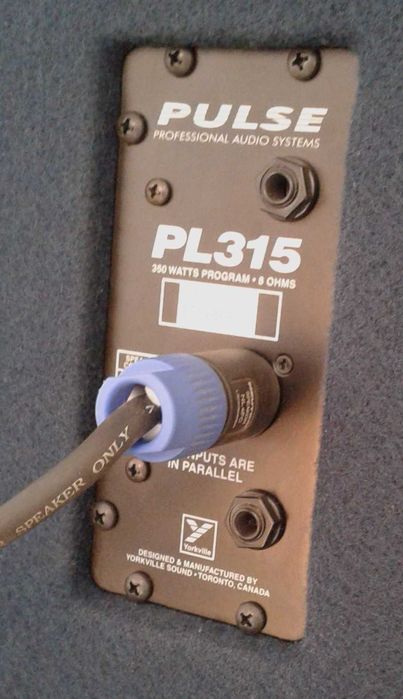 PULSE
PROFESSIONAL AUDIO SYSTEMS
PL315
350 WATTS PROGRAM • 8 OHMS
INPUTS ARE
IN PARALLEL
SPEAKER ONLY
Yorkville
DESIGNED & MANUFACTURED BY
YORKVILLE SOUND • TORONTO, CANADA